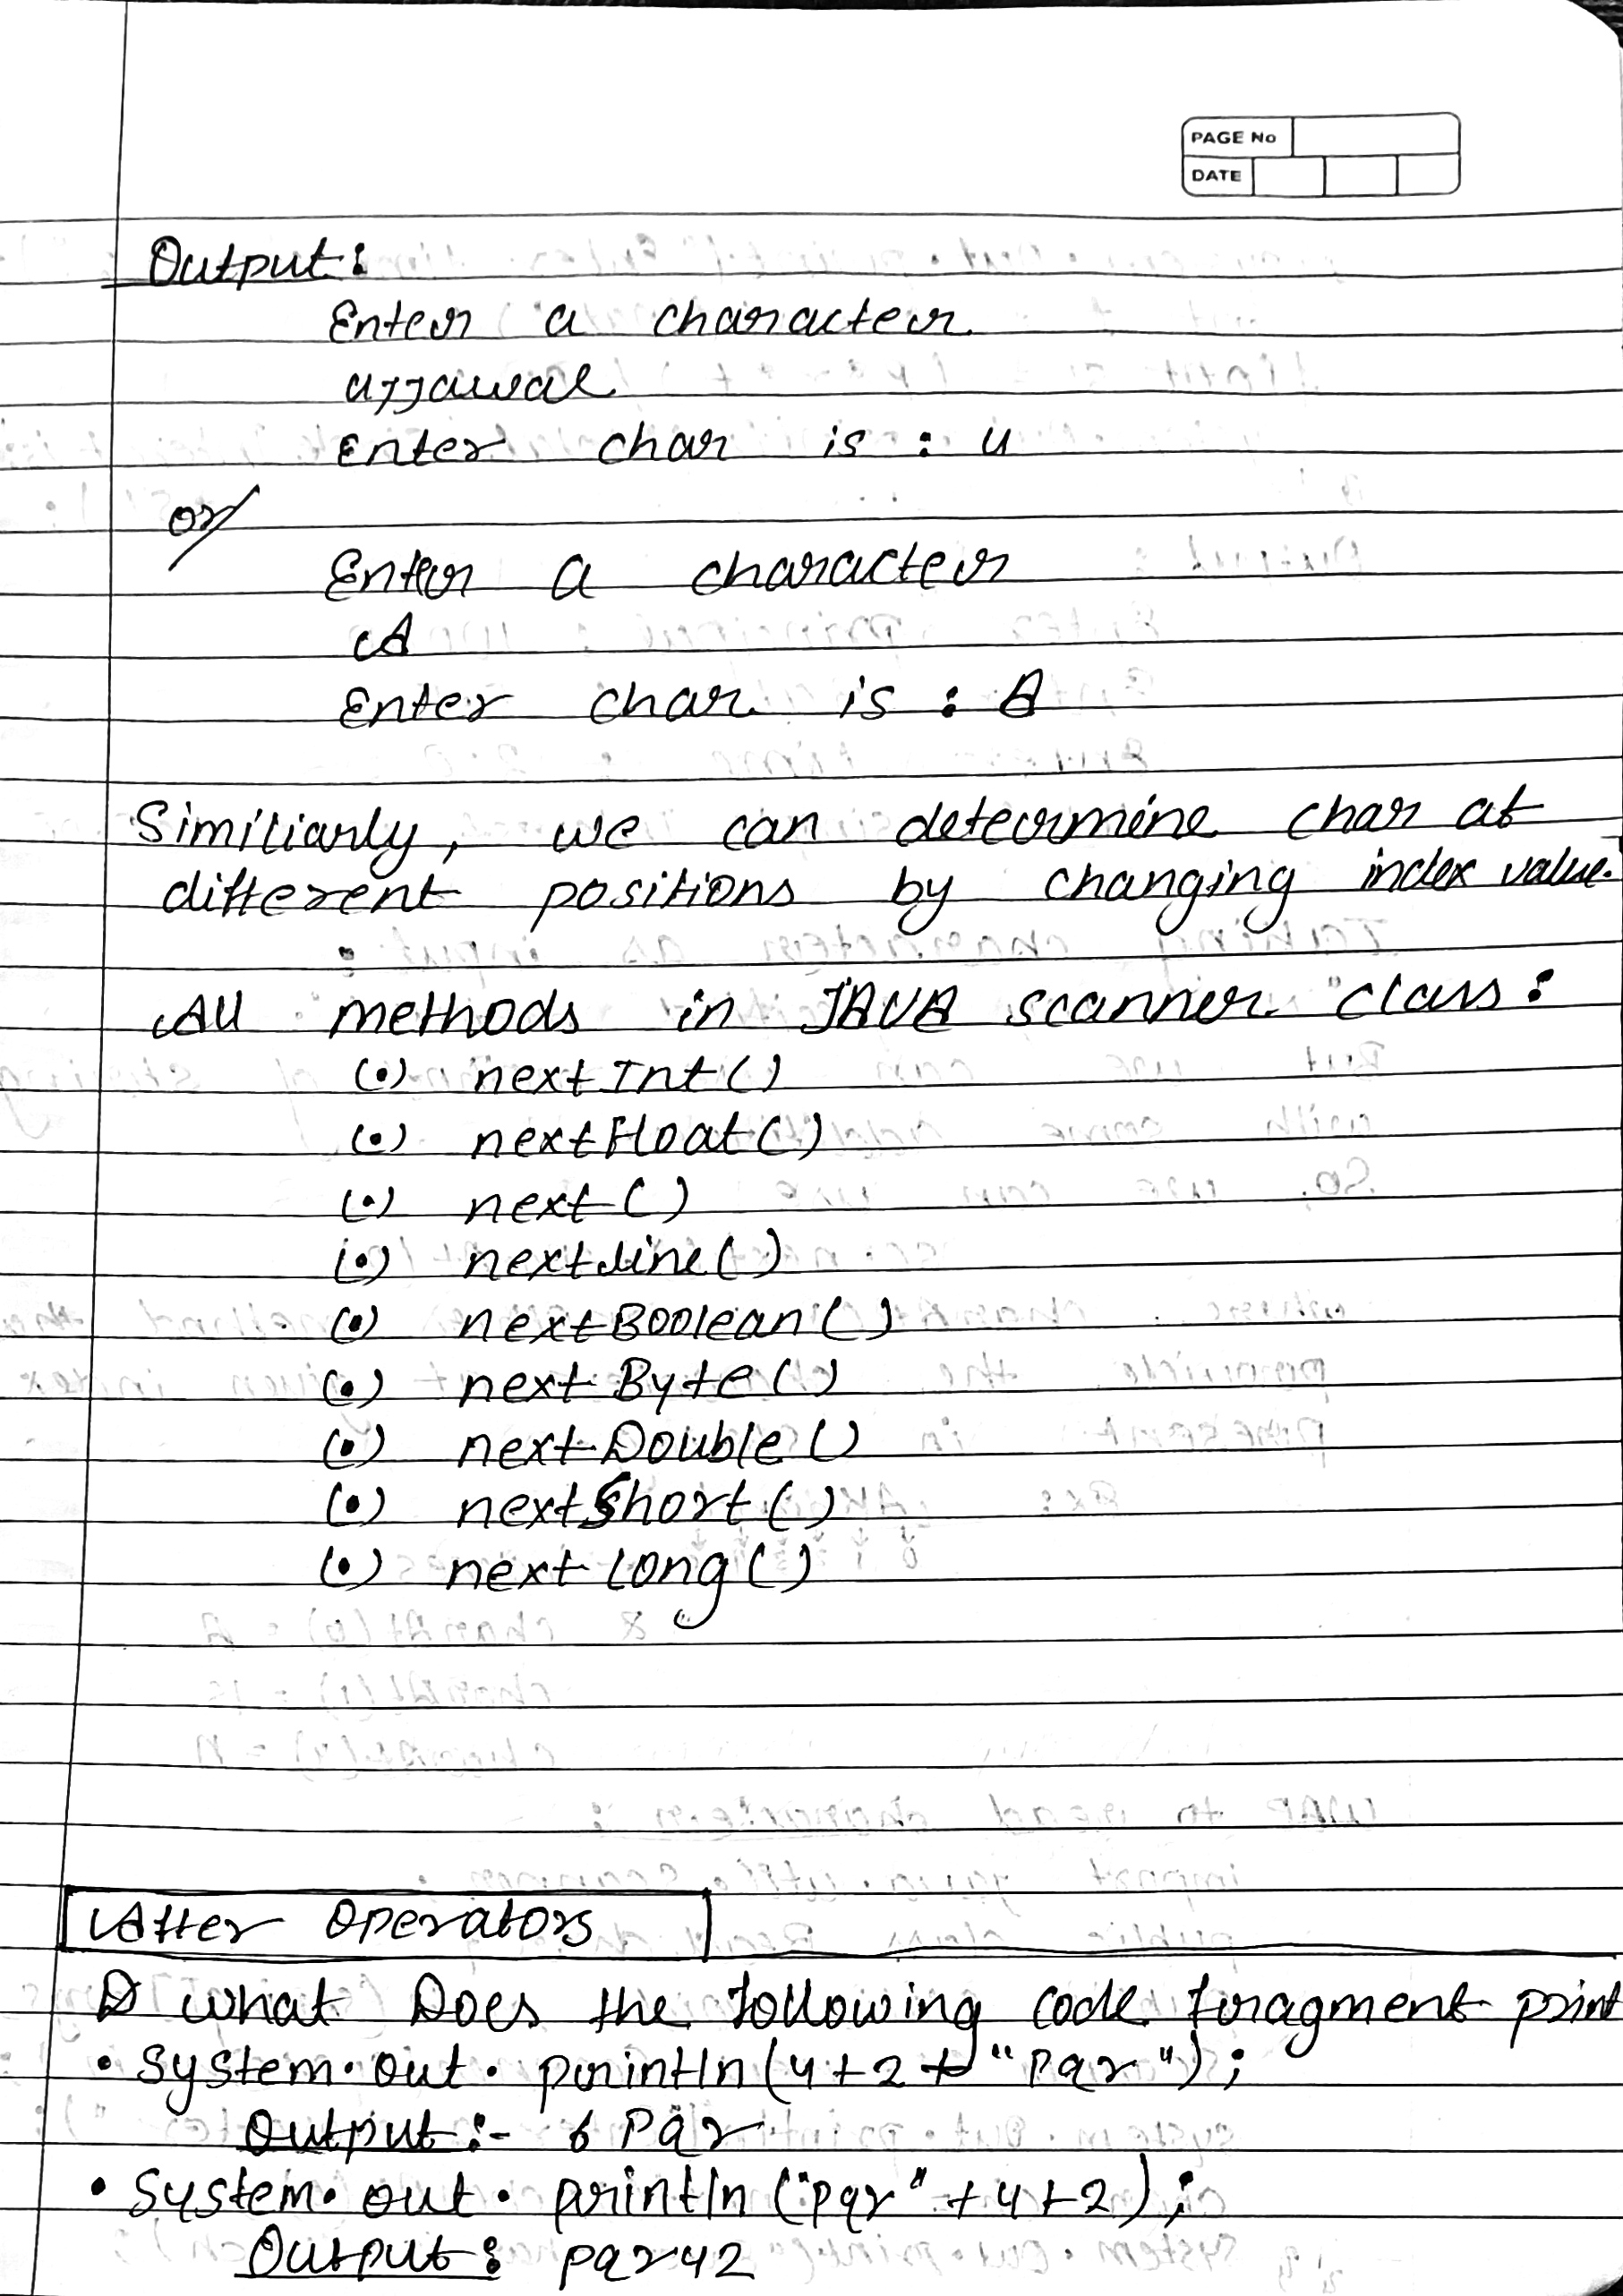 PAGE No
DATE
Output:
Enter a character
ujjawal
Enter char is : u
or
Enter a character
A
Enter char is : A
Similiarly, we can determine char at
different positions by changing index value.
All methods in JAVA scanner class :
(•) nextInt()
(•) nextFloat()
(•) next()
(•) nextLine()
(•) nextBoolean()
(•) nextByte()
(•) nextDouble()
(•) nextShort()
(•) nextLong()
After Operators
what Does the following code fragment print
• System.out.println(4+2+"Pqr");
Output:- 6Pqr
• System.out.println("pqr"+4+2);
Output: pqr42